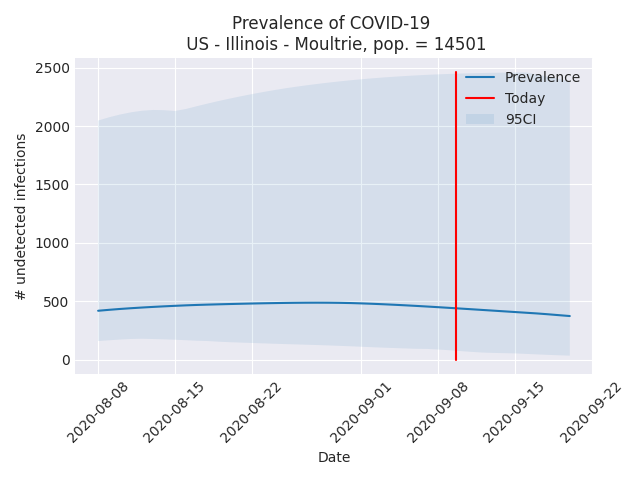 Prevalence of COVID-19
US - Illinois - Moultrie, pop. = 14501
2500
2000
1500
1000
500
0
# undetected infections
Prevalence
Today
95CI
2020-08-08
2020-08-15
2020-08-22
2020-09-01
2020-09-08
2020-09-15
2020-09-22
Date